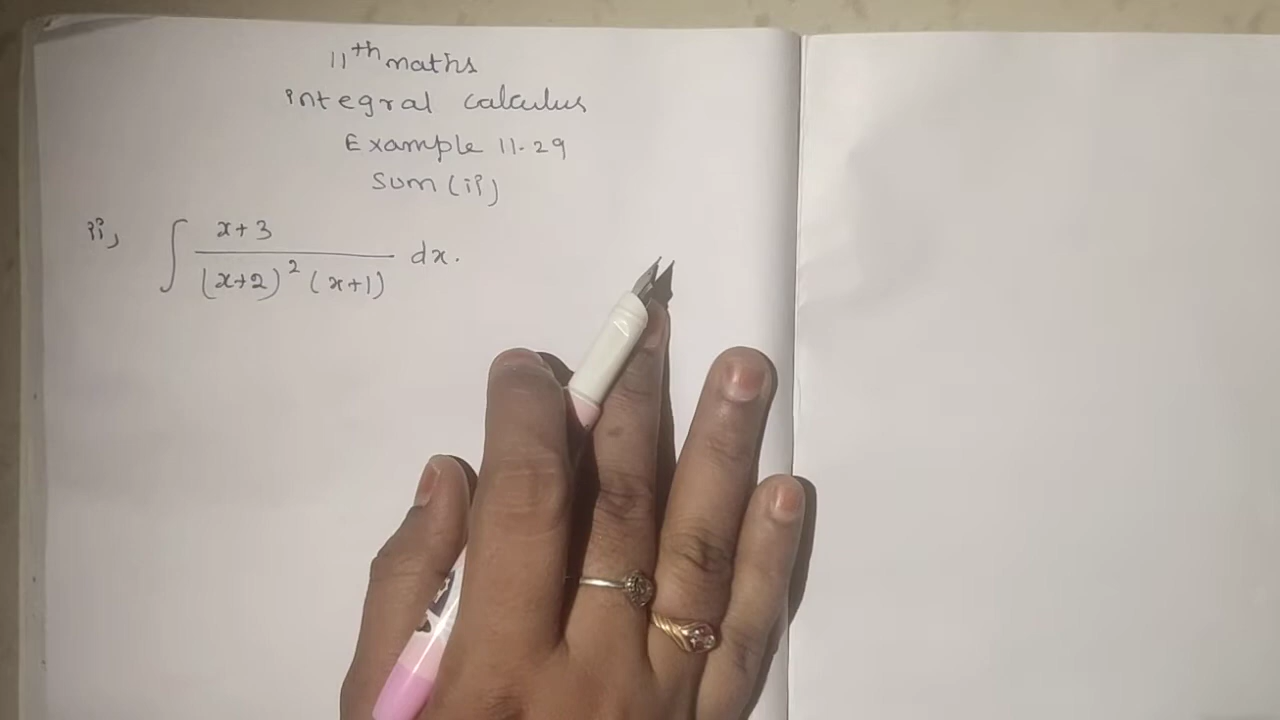 11th maths
integral calculus
Example 11.29
Sum (ii)
ii, ∫ x+3 / (x+2)² (x+1) dx.